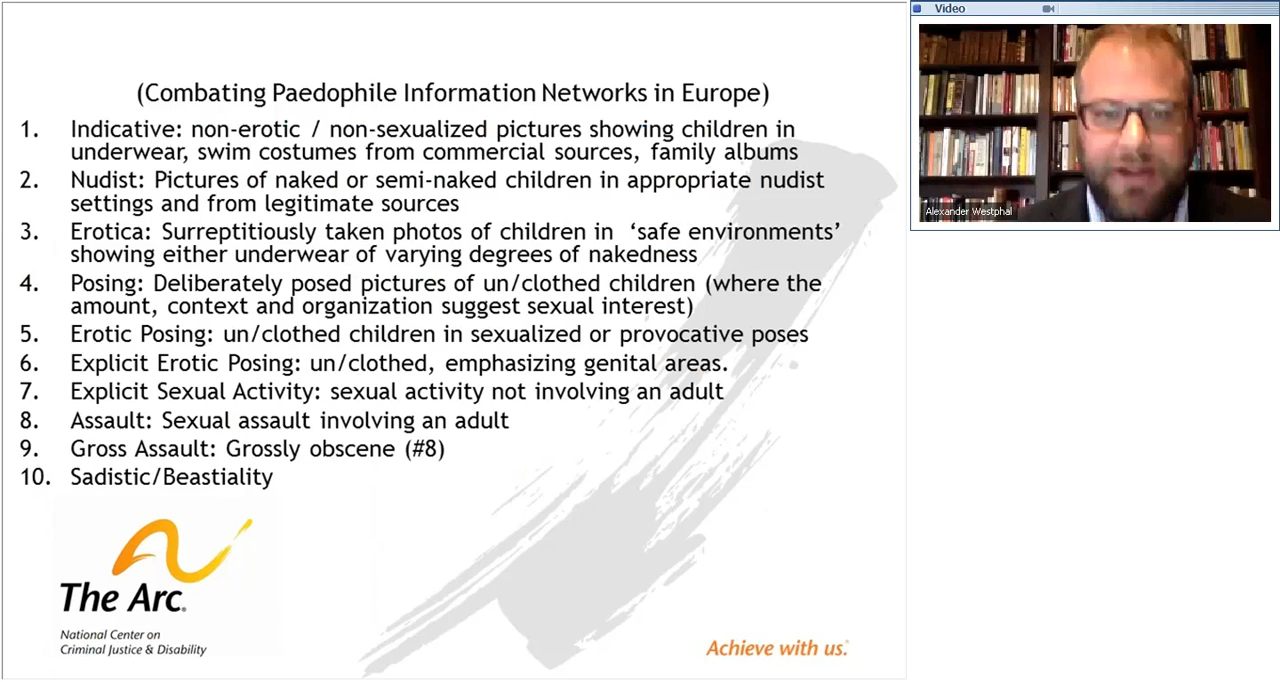 (Combating Paedophile Information Networks in Europe)
1. Indicative: non-erotic / non-sexualized pictures showing children in
underwear, swim costumes from commercial sources, family albums
2. Nudist: Pictures of naked or semi-naked children in appropriate nudist
settings and from legitimate sources
3. Erotica: Surreptitiously taken photos of children in ‘safe environments’
showing either underwear of varying degrees of nakedness
4. Posing: Deliberately posed pictures of un/clothed children (where the
amount, context and organization suggest sexual interest)
5. Erotic Posing: un/clothed children in sexualized or provocative poses
6. Explicit Erotic Posing: un/clothed, emphasizing genital areas.
7. Explicit Sexual Activity: sexual activity not involving an adult
8. Assault: Sexual assault involving an adult
9. Gross Assault: Grossly obscene (#8)
10. Sadistic/Beastiality
The Arc.
National Center on
Criminal Justice & Disability
Achieve with us.
Video
Alexander Westphal